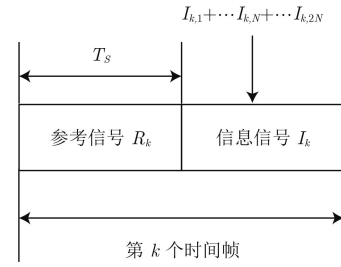 I_{k,1}+⋯I_{k,N}+⋯I_{k,2N}
T_S
参考信号 R_k
信息信号 I_k
第 k 个时间帧